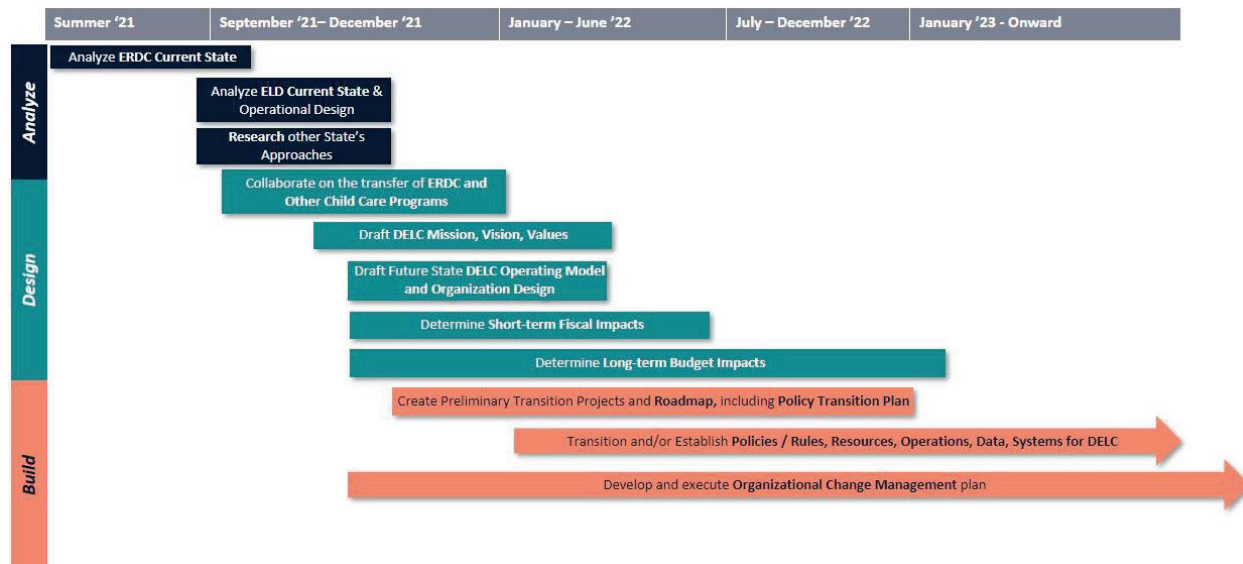 Summer '21
September '21– December '21
January – June '22
July – December '22
January '23 - Onward
Analyze
Analyze ERDC Current State
Analyze ELD Current State &
Operational Design
Research other State's
Approaches
Design
Collaborate on the transfer of ERDC and
Other Child Care Programs
Draft DELC Mission, Vision, Values
Draft Future State DELC Operating Model
and Organization Design
Determine Short-term Fiscal Impacts
Determine Long-term Budget Impacts
Build
Create Preliminary Transition Projects and Roadmap, including Policy Transition Plan
Transition and/or Establish Policies / Rules, Resources, Operations, Data, Systems for DELC
Develop and execute Organizational Change Management plan